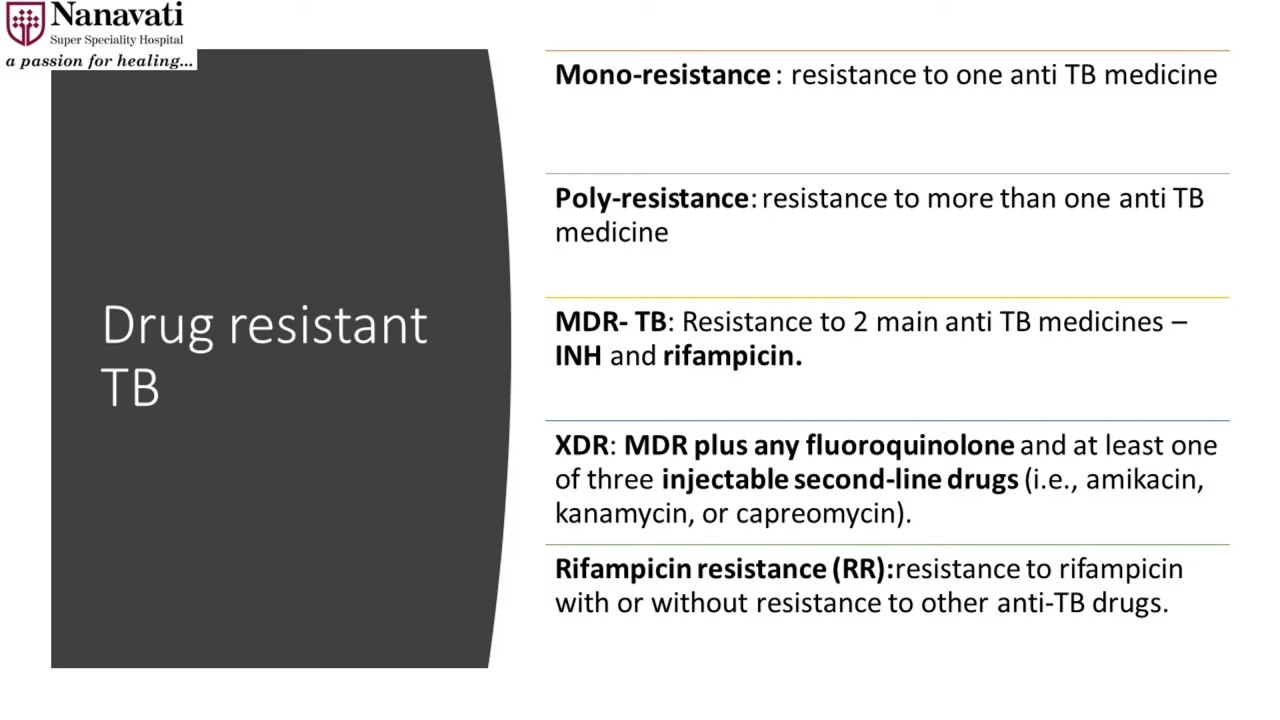 Nanavati
Super Speciality Hospital
a passion for healing...
Drug resistant
TB
Mono-resistance : resistance to one anti TB medicine
Poly-resistance: resistance to more than one anti TB
medicine
MDR- TB: Resistance to 2 main anti TB medicines –
INH and rifampicin.
XDR: MDR plus any fluoroquinolone and at least one
of three injectable second-line drugs (i.e., amikacin,
kanamycin, or capreomycin).
Rifampicin resistance (RR):resistance to rifampicin
with or without resistance to other anti-TB drugs.